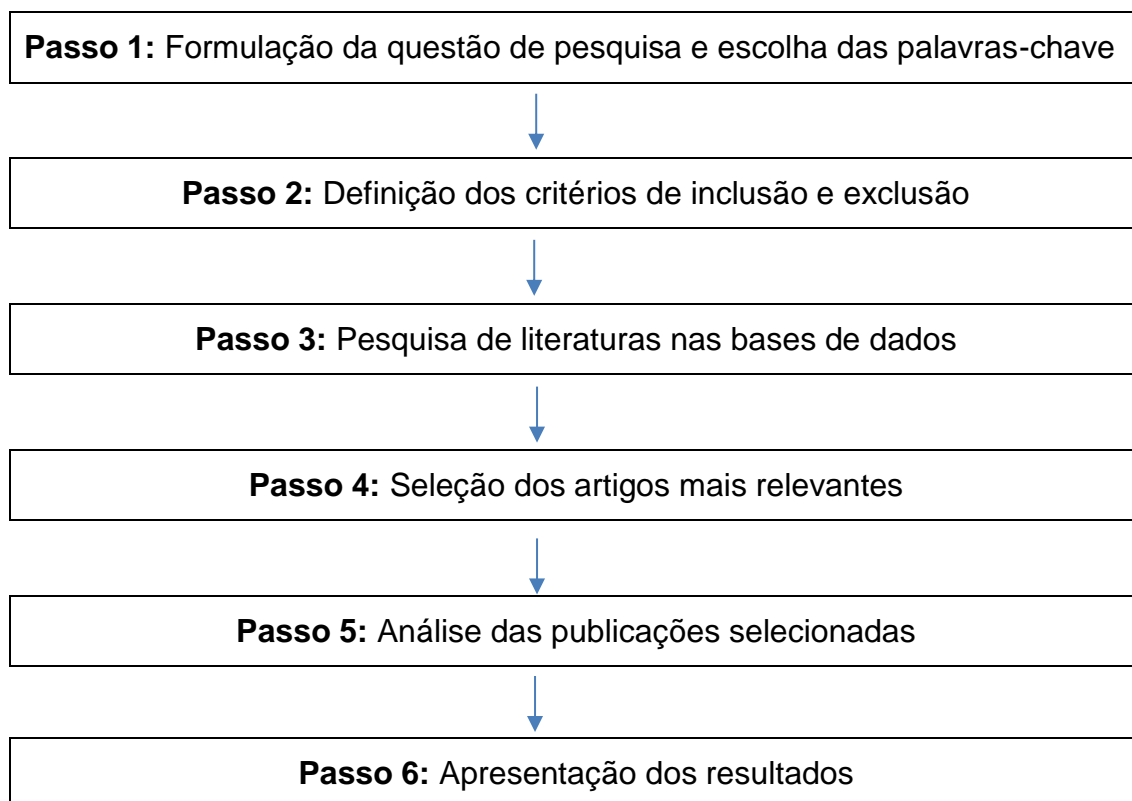 Passo 1: Formulação da questão de pesquisa e escolha das palavras-chave
Passo 2: Definição dos critérios de inclusão e exclusão
Passo 3: Pesquisa de literaturas nas bases de dados
Passo 4: Seleção dos artigos mais relevantes
Passo 5: Análise das publicações selecionadas
Passo 6: Apresentação dos resultados